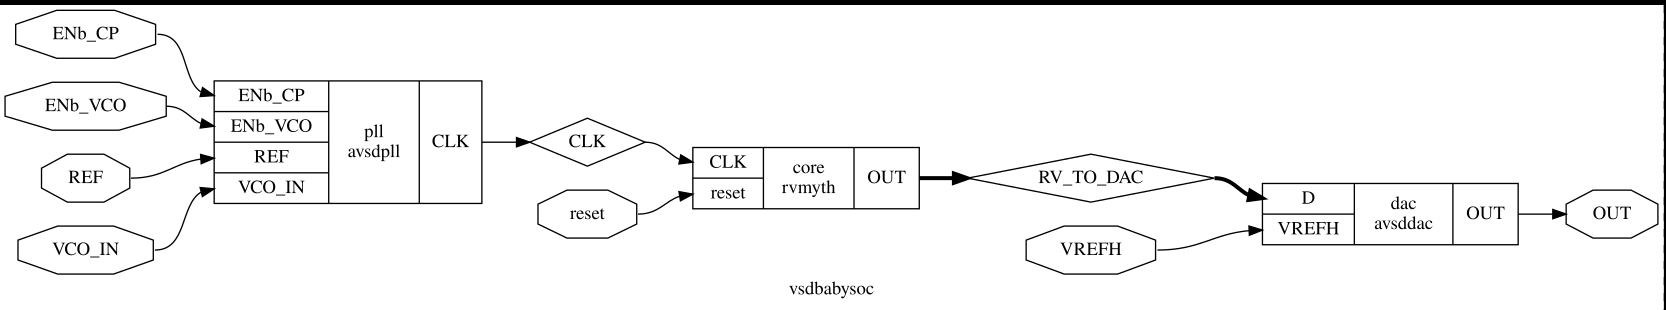 ENb_CP
ENb_VCO
REF
VCO_IN
ENb_CP
ENb_VCO
REF
VCO_IN
pll
avsdpll
CLK
CLK
reset
CLK
reset
core
rvmyth
OUT
RV_TO_DAC
VREFH
D
VREFH
dac
avsddac
OUT
OUT
vsdbabysoc